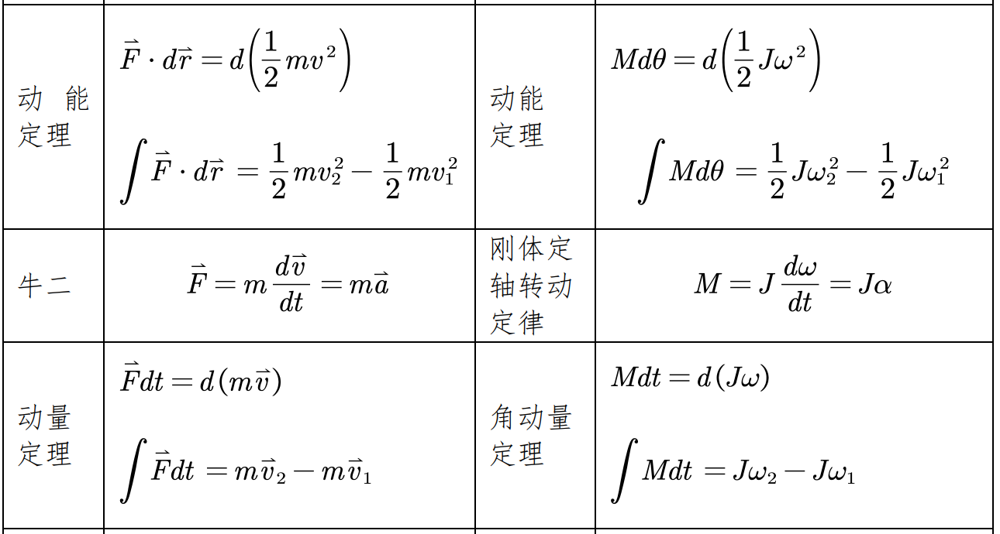 动 能
定理
$\vec{F} \cdot d\vec{r} = d\left(\frac{1}{2}mv^2\right)$
$\int \vec{F} \cdot d\vec{r} = \frac{1}{2}mv_2^2 - \frac{1}{2}mv_1^2$
动能
定理
$Md\theta = d\left(\frac{1}{2}J\omega^2\right)$
$\int Md\theta = \frac{1}{2}J\omega_2^2 - \frac{1}{2}J\omega_1^2$
牛二
$\vec{F} = m\frac{d\vec{v}}{dt} = m\vec{a}$
刚体定
轴转动
定律
$M = J\frac{d\omega}{dt} = J\alpha$
动量
定理
$\vec{F}dt = d(m\vec{v})$
$\int \vec{F}dt = m\vec{v}_2 - m\vec{v}_1$
角动量
定理
$Mdt = d(J\omega)$
$\int Mdt = J\omega_2 - J\omega_1$